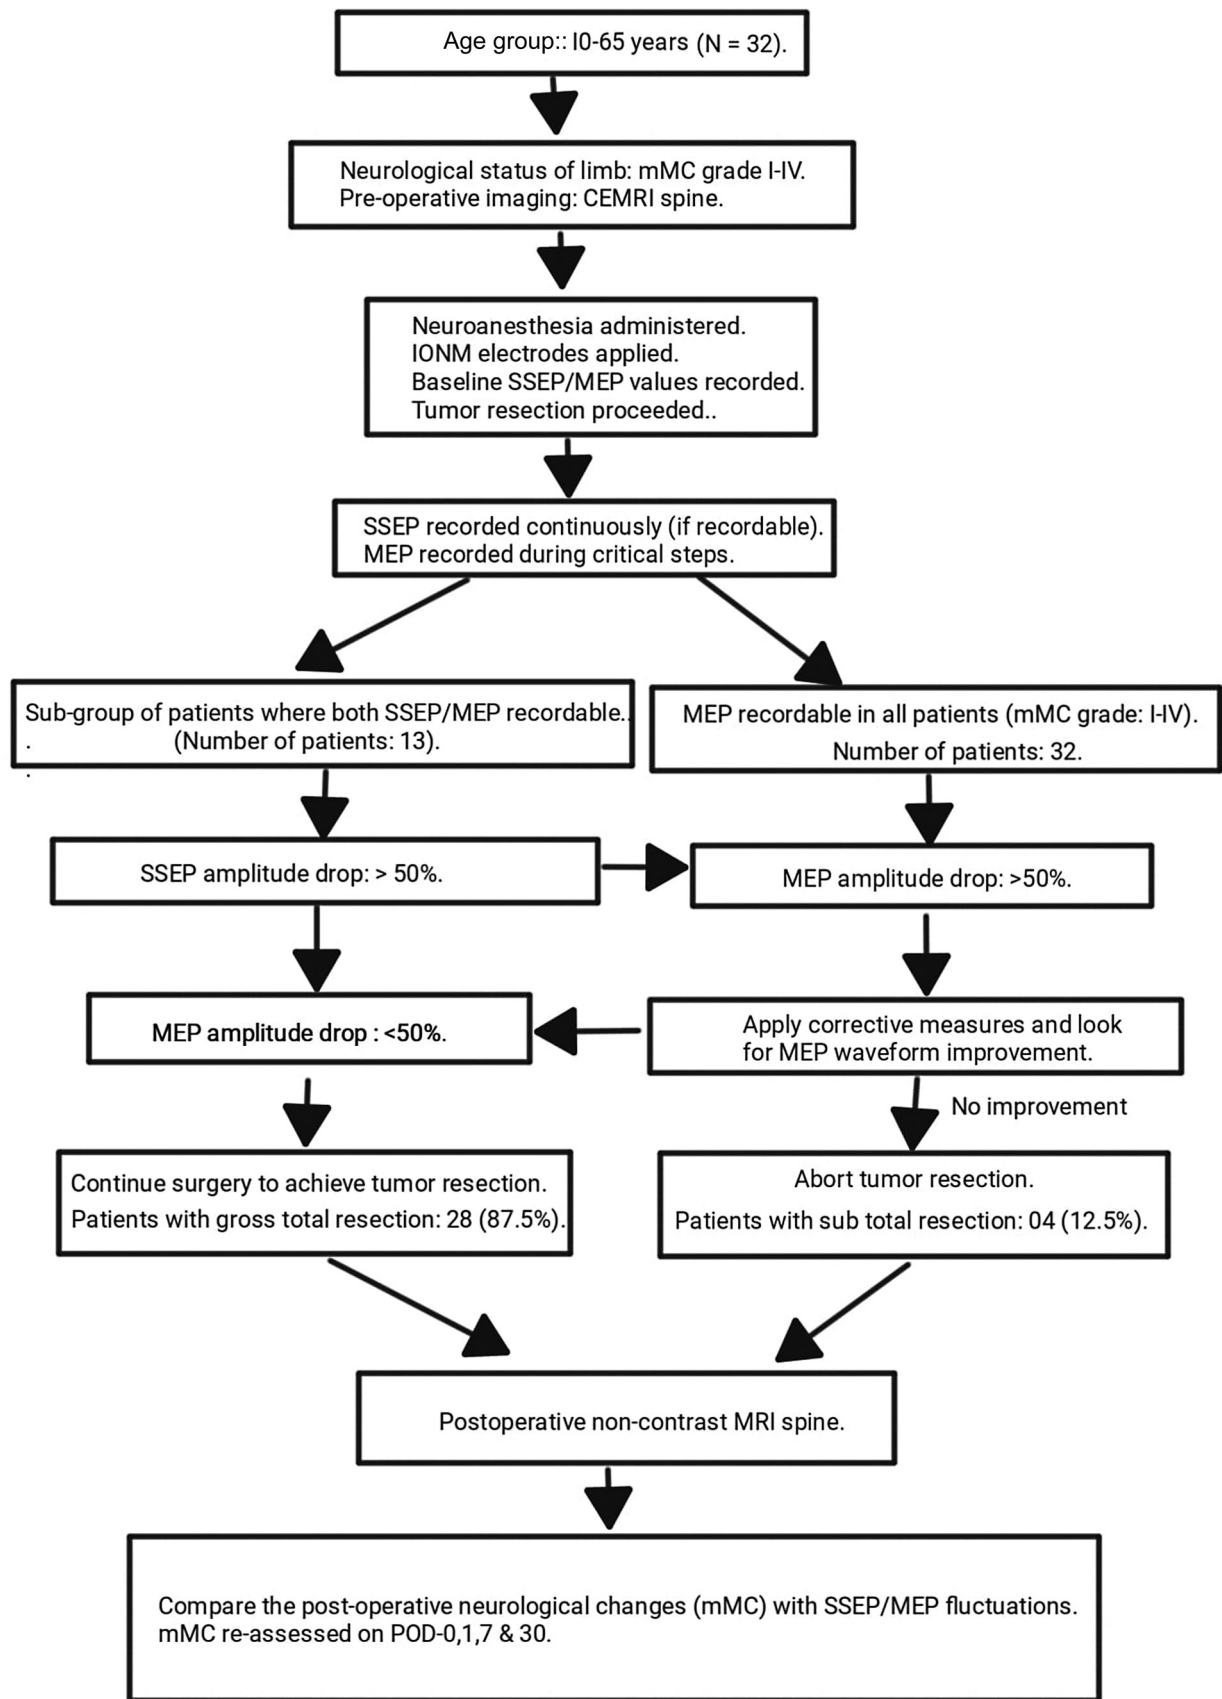 Age group:: I0-65 years (N = 32).
Neurological status of limb: mMC grade I-IV.
Pre-operative imaging: CEMRI spine.
Neuroanesthesia administered.
IONM electrodes applied.
Baseline SSEP/MEP values recorded.
Tumor resection proceeded..
SSEP recorded continuously (if recordable).
MEP recorded during critical steps.
Sub-group of patients where both SSEP/MEP recordable..
. (Number of patients: 13).
.
MEP recordable in all patients (mMC grade: I-IV).
Number of patients: 32.
SSEP amplitude drop: > 50%.
MEP amplitude drop: >50%.
MEP amplitude drop : <50%.
Apply corrective measures and look
for MEP waveform improvement.
No improvement
Continue surgery to achieve tumor resection.
Patients with gross total resection: 28 (87.5%).
Abort tumor resection.
Patients with sub total resection: 04 (12.5%).
Postoperative non-contrast MRI spine.
Compare the post-operative neurological changes (mMC) with SSEP/MEP fluctuations.
mMC re-assessed on POD-0,1,7 & 30.